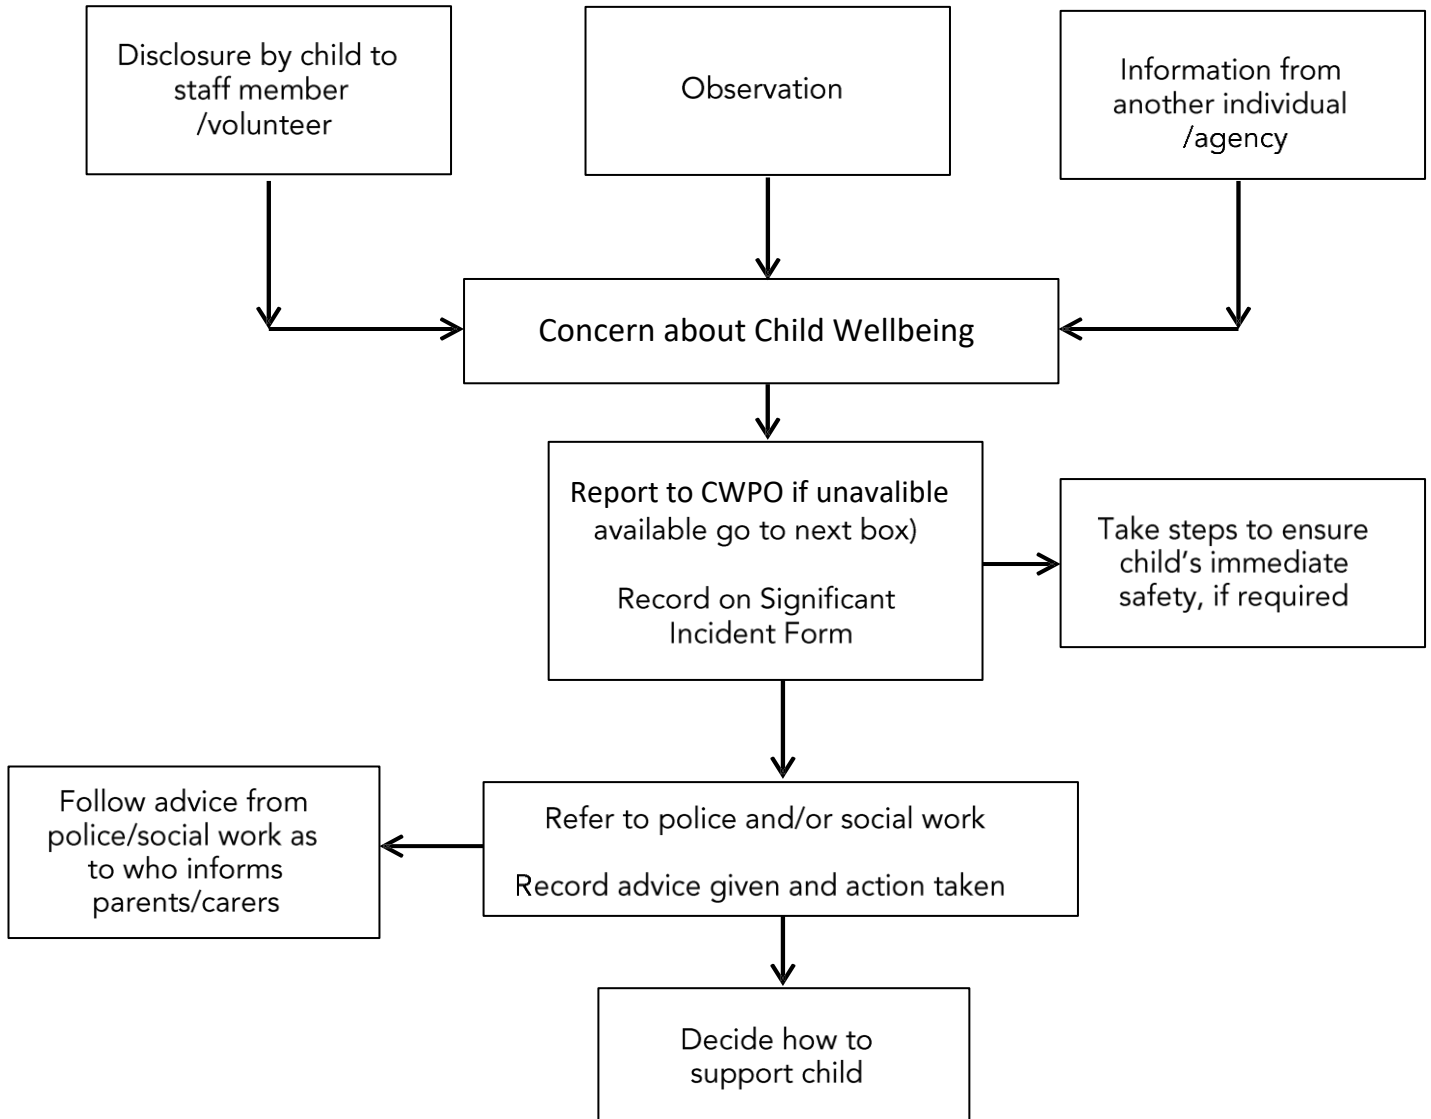 Disclosure by child to
staff member
/volunteer
Observation
Information from
another individual
/agency
Concern about Child Wellbeing
Report to CWPO if unavalible
available go to next box)
Record on Significant
Incident Form
Take steps to ensure
child's immediate
safety, if required
Follow advice from
police/social work as
to who informs
parents/carers
Refer to police and/or social work
Record advice given and action taken
Decide how to
support child